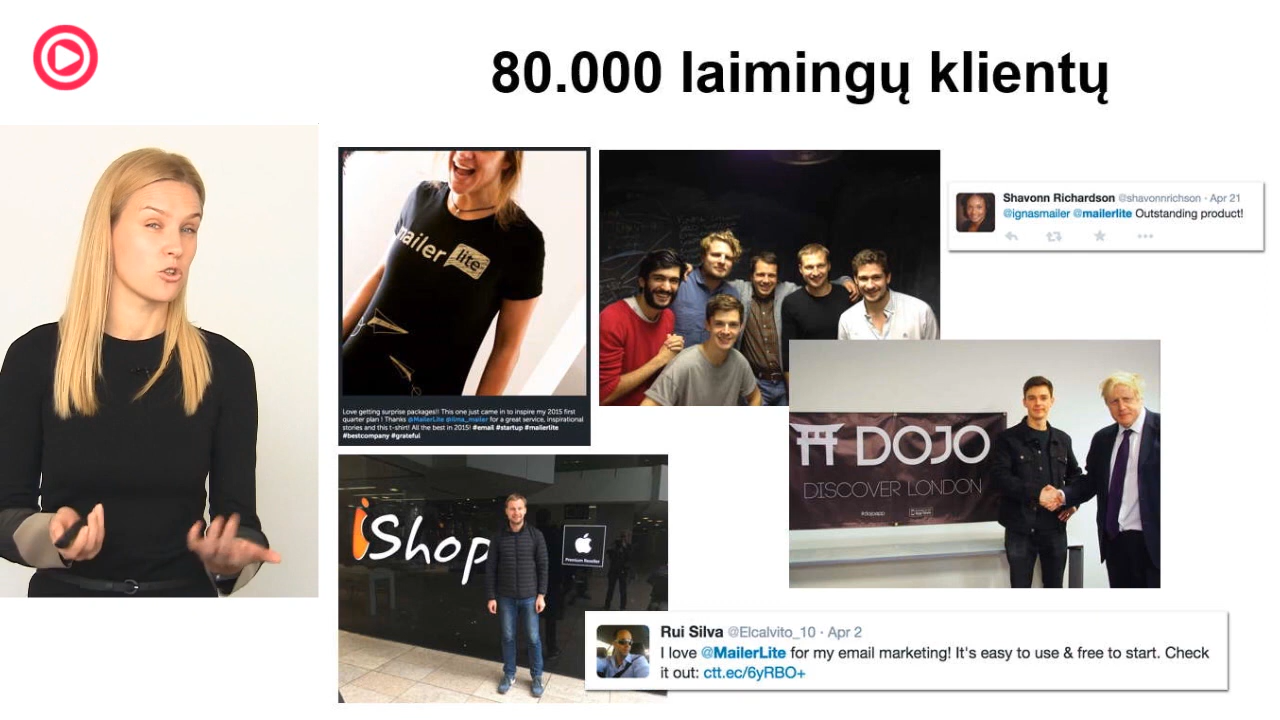 80.000 laimingų klientų
mailer lite
Love getting surprise packages!! This one just came in to inspire my 2015 first
quarter plan ! Thanks @MailerLite @ilma_mailer for a great service, inspirational
stories and this t-shirt! All the best in 2015! #email #startup #mailerlite
#bestcompany #grateful
Shavonn Richardson @shavonnrichson · Apr 21
@ignasmailer @mailerlite Outstanding product!
DOJO
DISCOVER LONDON
iShop
Premium Reseller
Rui Silva @Elcalvito_10 · Apr 2
I love @MailerLite for my email marketing! It's easy to use & free to start. Check
it out: ctt.ec/6yRBO+